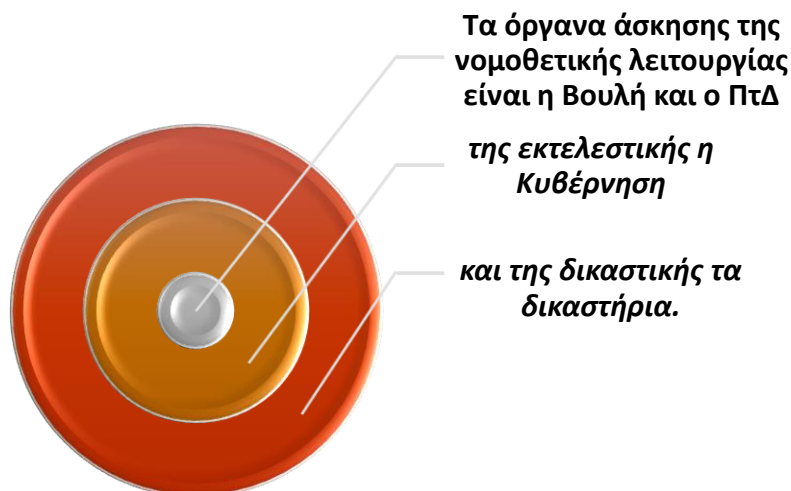 Τα όργανα άσκησης της
νομοθετικής λειτουργίας
είναι η Βουλή και ο ΠτΔ
της εκτελεστικής η
Κυβέρνηση
και της δικαστικής τα
δικαστήρια.